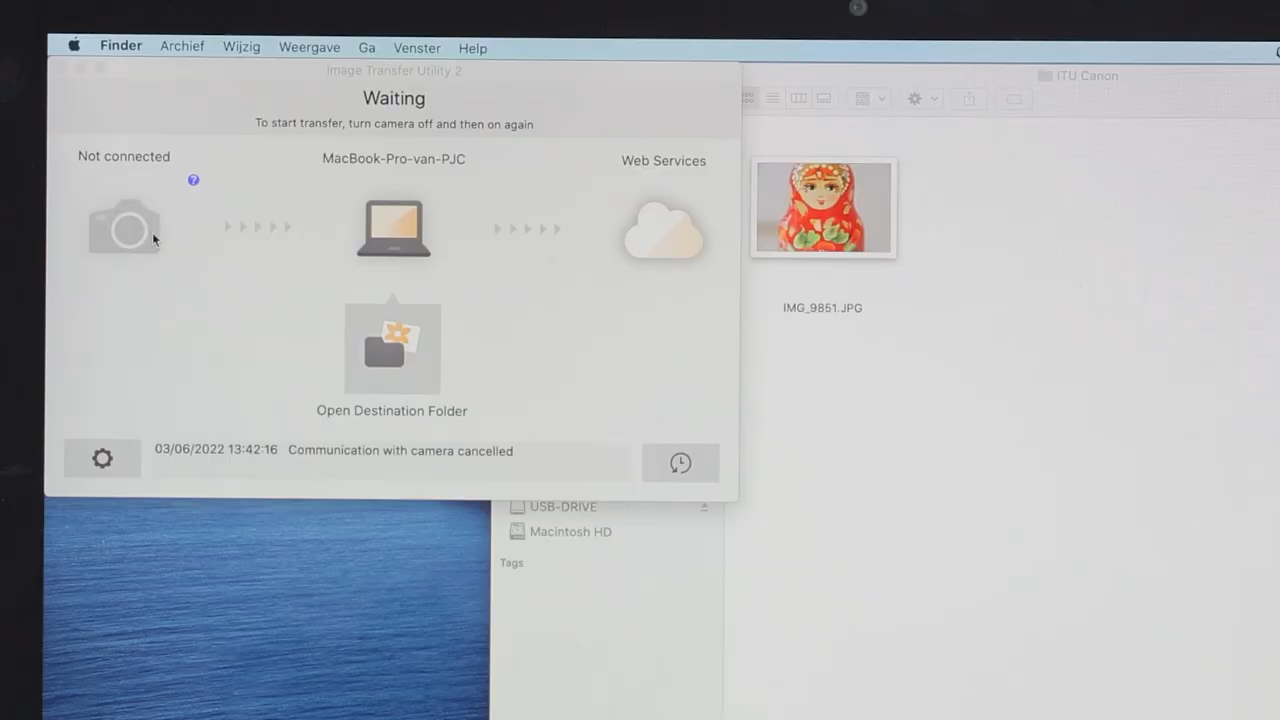 Finder Archief Wijzig Weergave Ga Venster Help
Image Transfer Utility 2
ITU Canon
Waiting
To start transfer, turn camera off and then on again
Not connected
MacBook-Pro-van-PJC
Web Services
?
IMG_9851.JPG
Open Destination Folder
03/06/2022 13:42:16 Communication with camera cancelled
USB-DRIVE
Macintosh HD
Tags